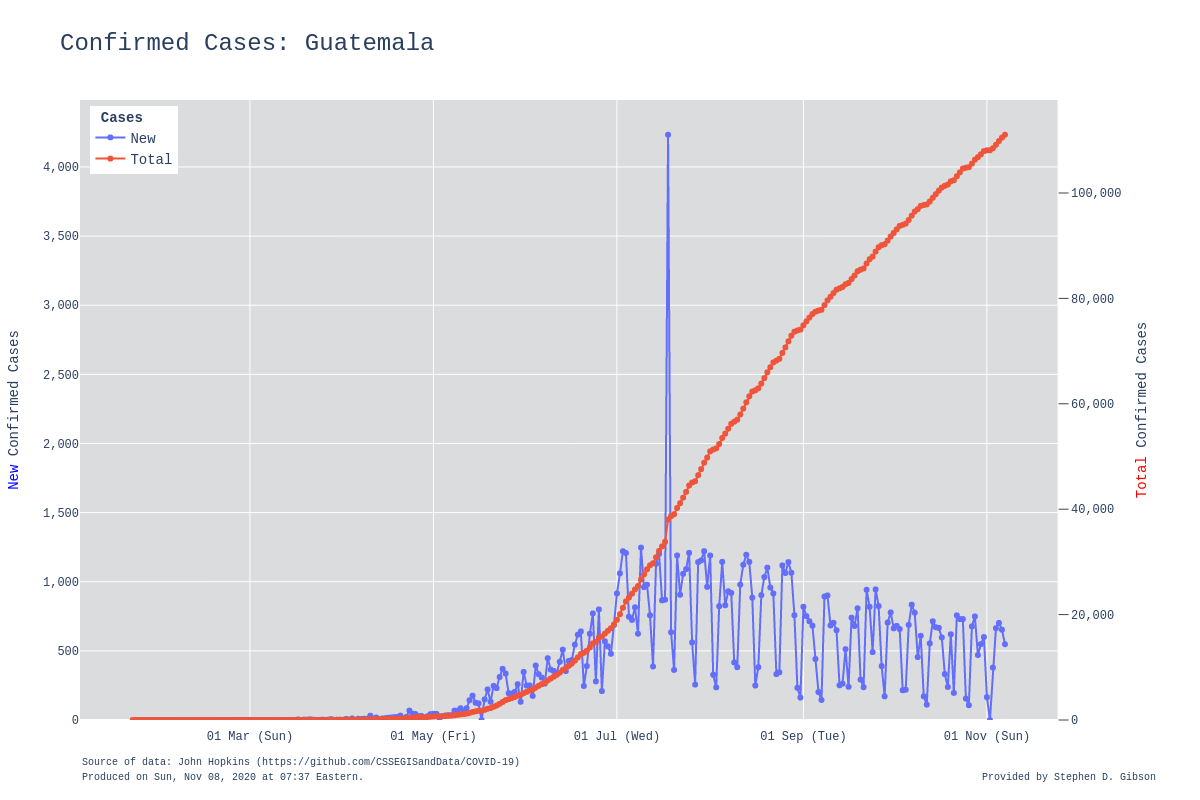 Confirmed Cases: Guatemala
Cases
New
Total
4,000
3,500
3,000
2,500
2,000
1,500
1,000
500
0
New Confirmed Cases
100,000
80,000
60,000
40,000
20,000
0
Total Confirmed Cases
01 Mar (Sun)
01 May (Fri)
01 Jul (Wed)
01 Sep (Tue)
01 Nov (Sun)
Source of data: John Hopkins (https://github.com/CSSEGISandData/COVID-19)
Produced on Sun, Nov 08, 2020 at 07:37 Eastern.
Provided by Stephen D. Gibson